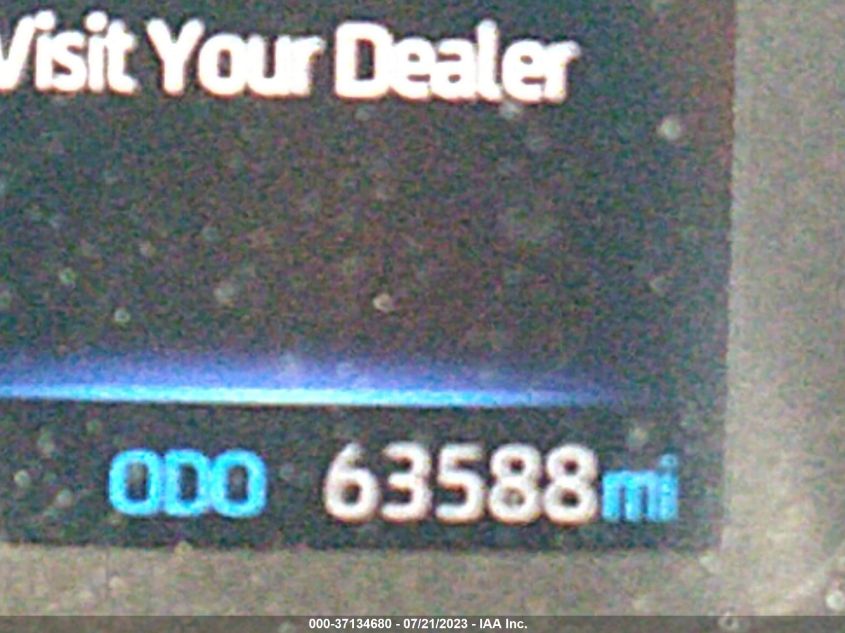 Visit Your Dealer
ODO 63588mi
000-37134680 - 07/21/2023 - IAA Inc.